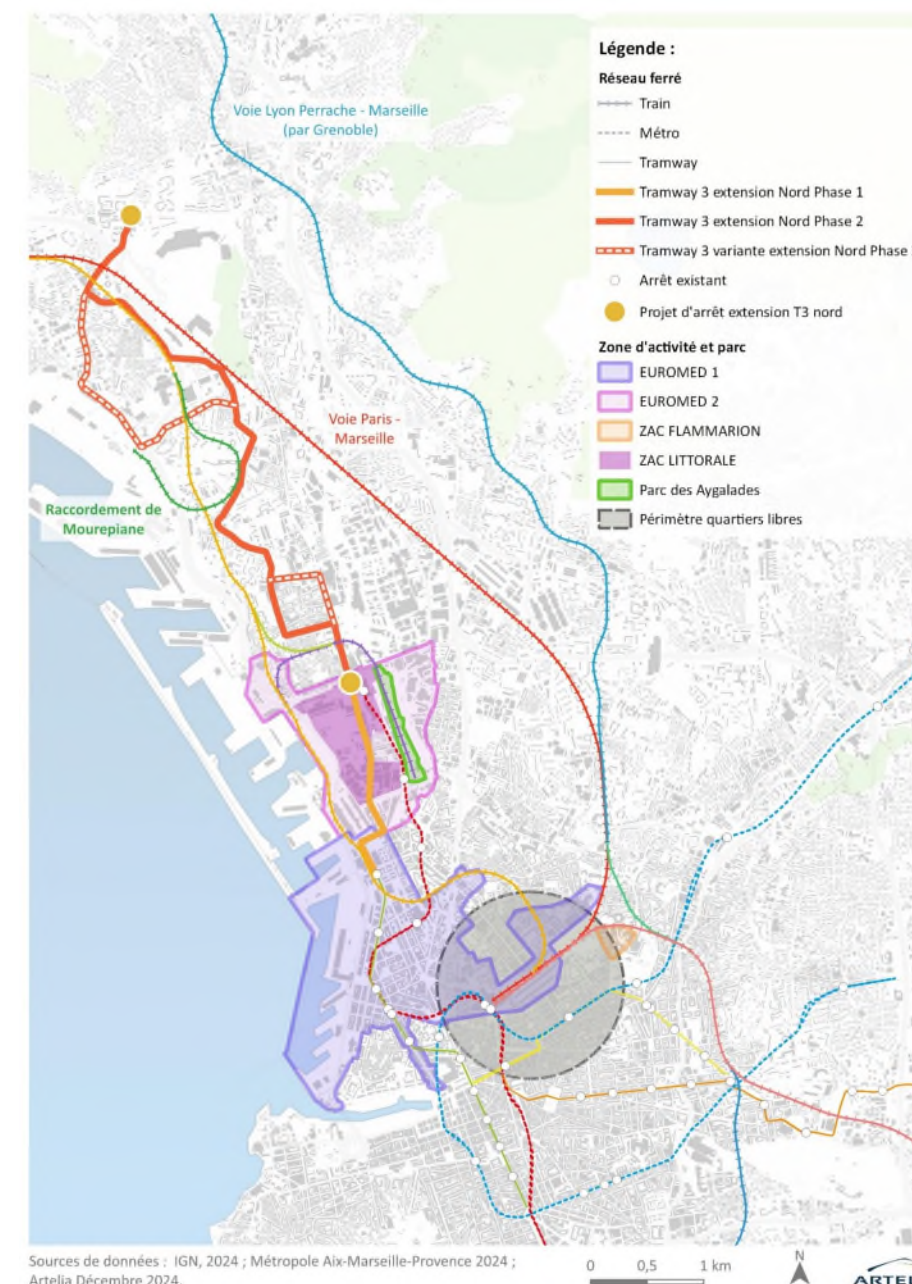 Légende :
Réseau ferré
Train
Métro
Tramway
Tramway 3 extension Nord Phase 1
Tramway 3 extension Nord Phase 2
Tramway 3 variante extension Nord Phase
Arrêt existant
Projet d'arrêt extension T3 nord
Zone d'activité et parc
EUROMED 1
EUROMED 2
ZAC FLAMMARION
ZAC LITTORALE
Parc des Aygalades
Périmètre quartiers libres
Voie Lyon Perrache - Marseille
(par Grenoble)
Voie Paris -
Marseille
Raccordement de
Mourepiane
Sources de données : IGN, 2024 ; Métropole Aix-Marseille-Provence 2024 ;
Artelia Décembre 2024.
0 0,5 1 km
N
ARTEL